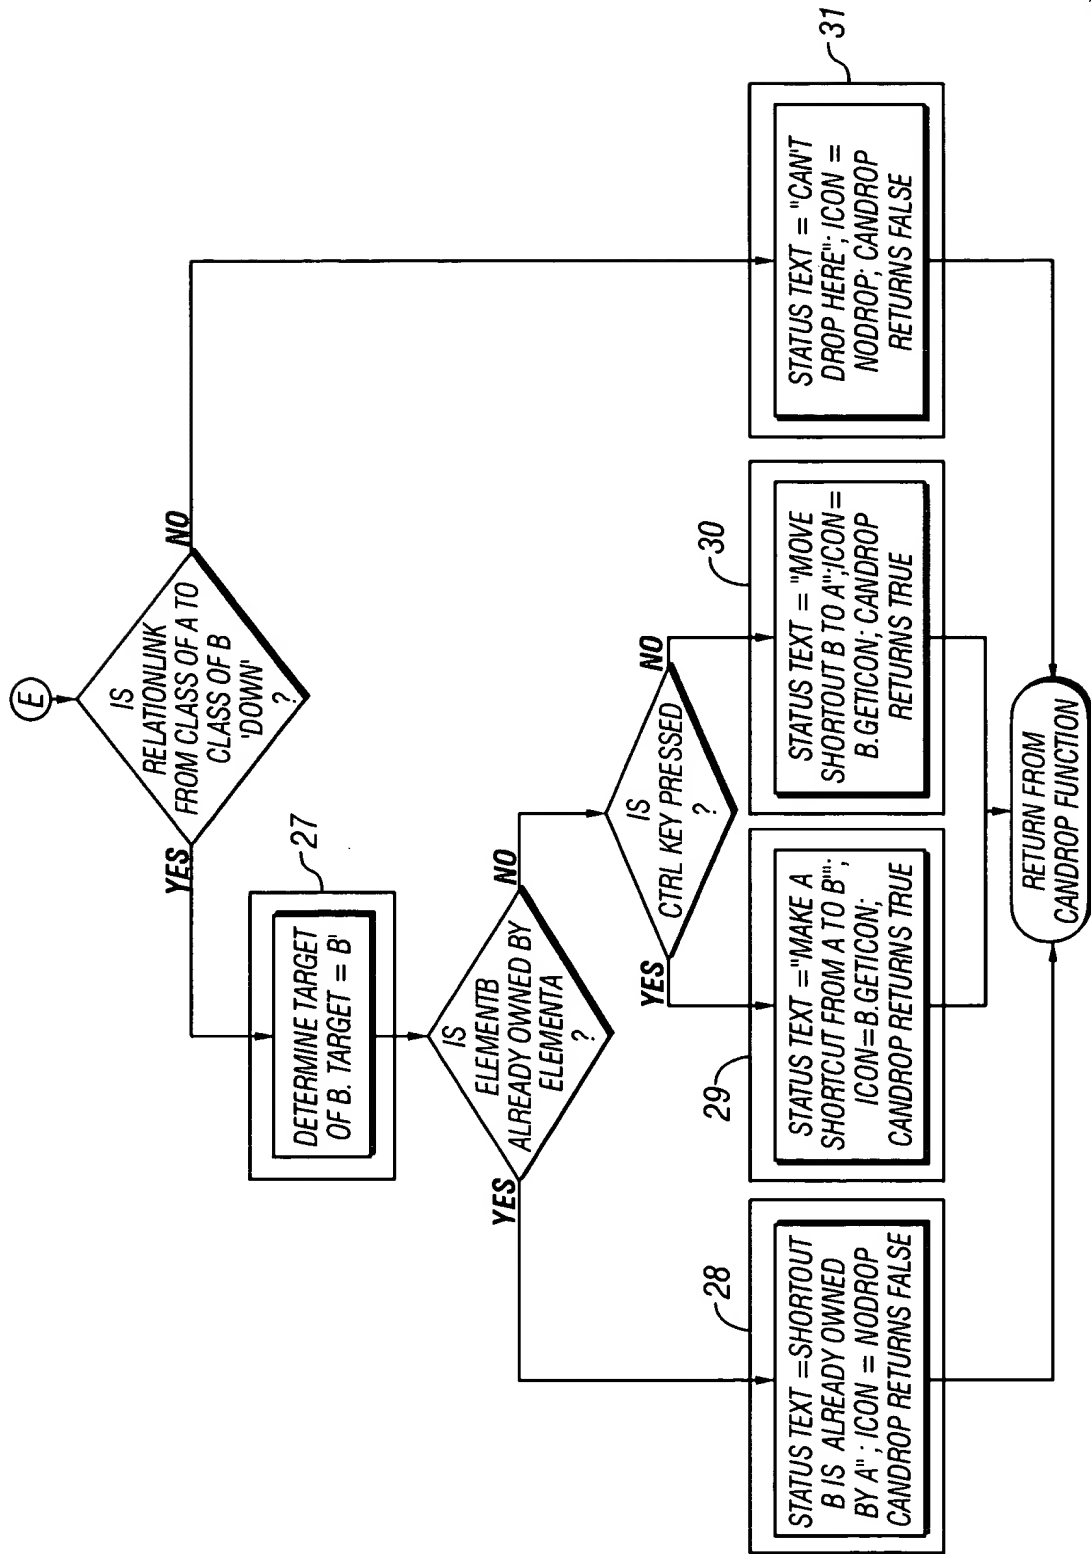 E
IS
RELATIONLINK
FROM CLASS OF A TO
CLASS OF B
'DOWN'
?
YES
NO
27
DETERMINE TARGET
OF B. TARGET = B'
IS
ELEMENTB
ALREADY OWNED BY
ELEMENTA
?
YES
NO
IS
CTRL KEY PRESSED
?
YES
NO
28
STATUS TEXT =SHORTOUT
B IS ALREADY OWNED
BY A"; ICON = NODROP
CANDROP RETURNS FALSE
29
STATUS TEXT ="MAKE A
SHORTCUT FROM A TO B'";
ICON=B.GETICON;
CANDROP RETURNS TRUE
30
STATUS TEXT = "MOVE
SHORTOUT B TO A";ICON=
B.GETICON; CANDROP
RETURNS TRUE
31
STATUS TEXT = "CAN'T
DROP HERE"; ICON =
NODROP; CANDROP
RETURNS FALSE
RETURN FROM
CANDROP FUNCTION